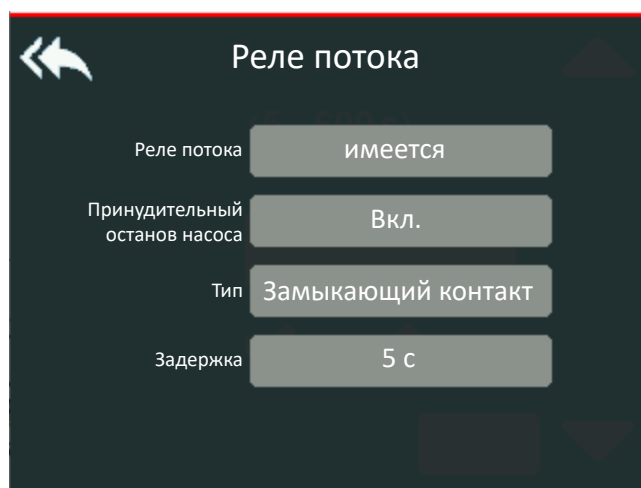 Реле потока
Реле потока
имеется
Принудительный
останов насоса
Вкл.
Тип
Замыкающий контакт
Задержка
5 с